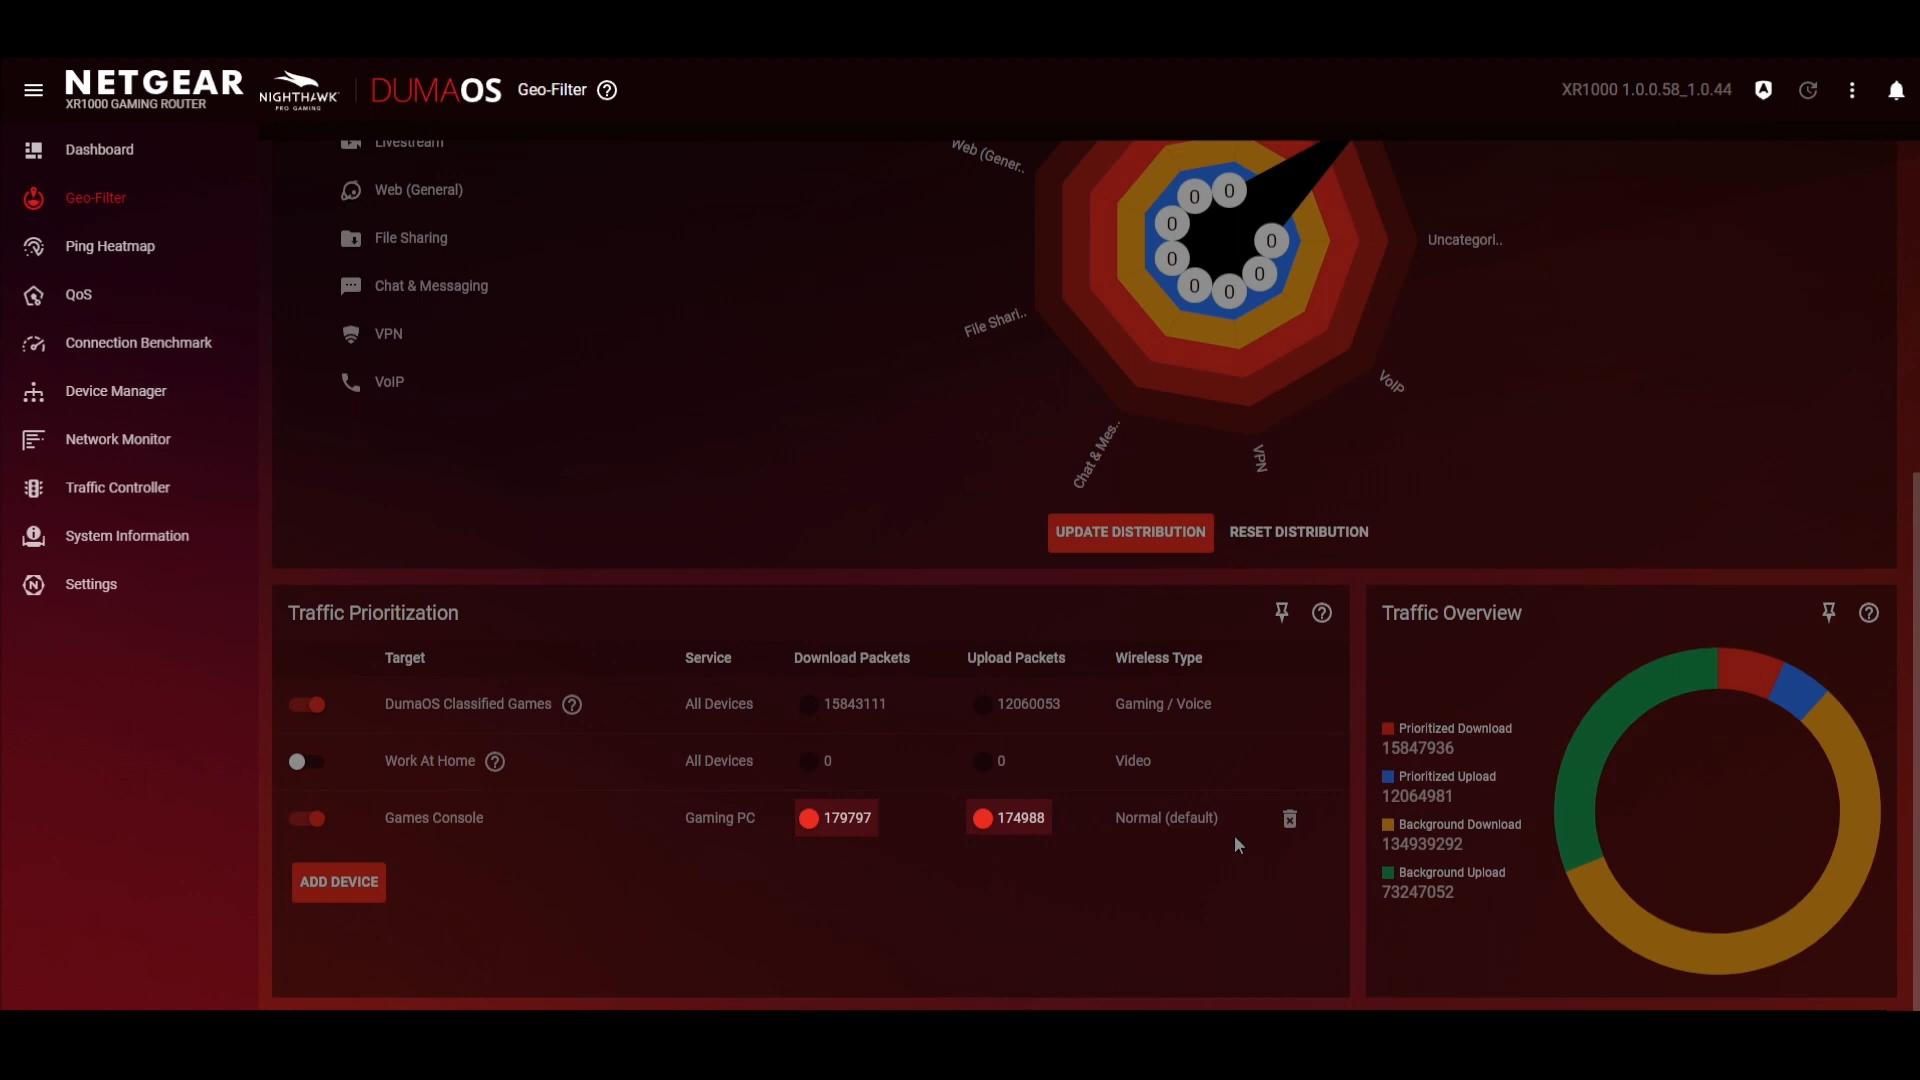 NETGEAR
XR1000 GAMING ROUTER
NIGHTHAWK
PRO GAMING
DUMAOS
Geo-Filter
XR1000 1.0.0.58_1.0.44
Dashboard
Geo-Filter
Ping Heatmap
QoS
Connection Benchmark
Device Manager
Network Monitor
Traffic Controller
System Information
Settings
Livestream
Web (General)
File Sharing
Chat & Messaging
VPN
VoIP
Web (Gener..
Uncategori..
File Shari..
VoIP
Chat & Mes..
VPN
0 0
0 0
0 0
0 0
UPDATE DISTRIBUTION RESET DISTRIBUTION
Traffic Prioritization
Target Service Download Packets Upload Packets Wireless Type
DumaOS Classified Games All Devices 15843111 12060053 Gaming / Voice
Work At Home All Devices 0 0 Video
Games Console Gaming PC 179797 174988 Normal (default)
ADD DEVICE
Traffic Overview
Prioritized Download
15847936
Prioritized Upload
12064981
Background Download
134939292
Background Upload
73247052